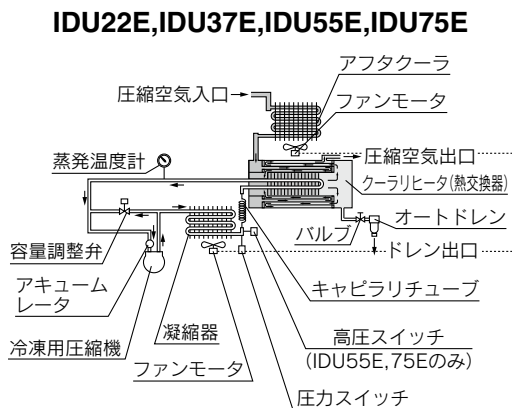 IDU22E,IDU37E,IDU55E,IDU75E
アフタクーラ
圧縮空気入口
ファンモータ
蒸発温度計
圧縮空気出口
クーラリヒータ(熱交換器)
オートドレン
バルブ
容量調整弁
ドレン出口
アキューム
レータ
キャピラリチューブ
凝縮器
高圧スイッチ
(IDU55E,75Eのみ)
冷凍用圧縮機
ファンモータ
圧力スイッチ